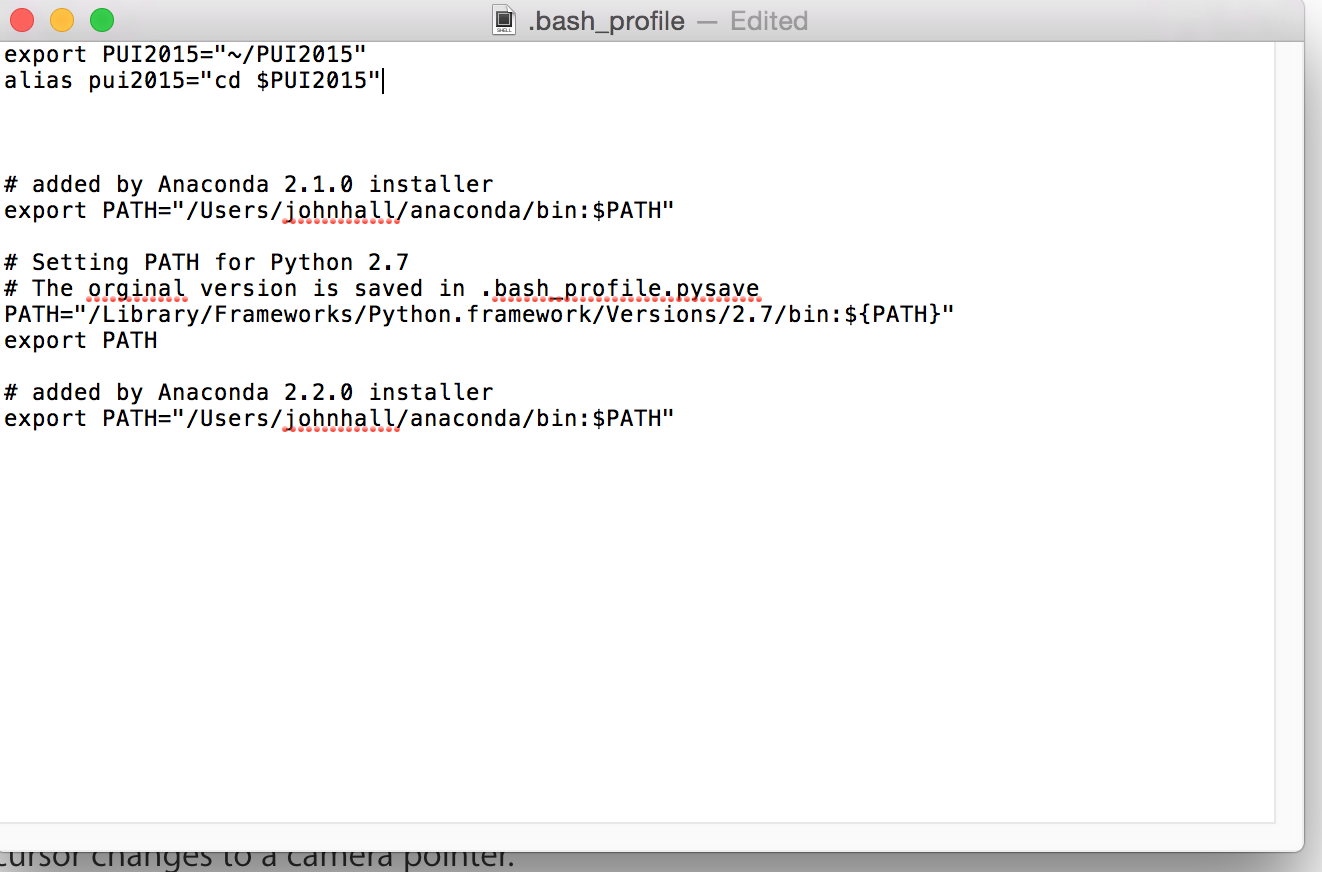 SHELL
.bash_profile — Edited
export PUI2015="~/PUI2015"
alias pui2015="cd $PUI2015"
# added by Anaconda 2.1.0 installer
export PATH="/Users/johnhall/anaconda/bin:$PATH"
# Setting PATH for Python 2.7
# The orginal version is saved in .bash_profile.pysave
PATH="/Library/Frameworks/Python.framework/Versions/2.7/bin:${PATH}"
export PATH
# added by Anaconda 2.2.0 installer
export PATH="/Users/johnhall/anaconda/bin:$PATH"
cursor changes to a camera pointer.